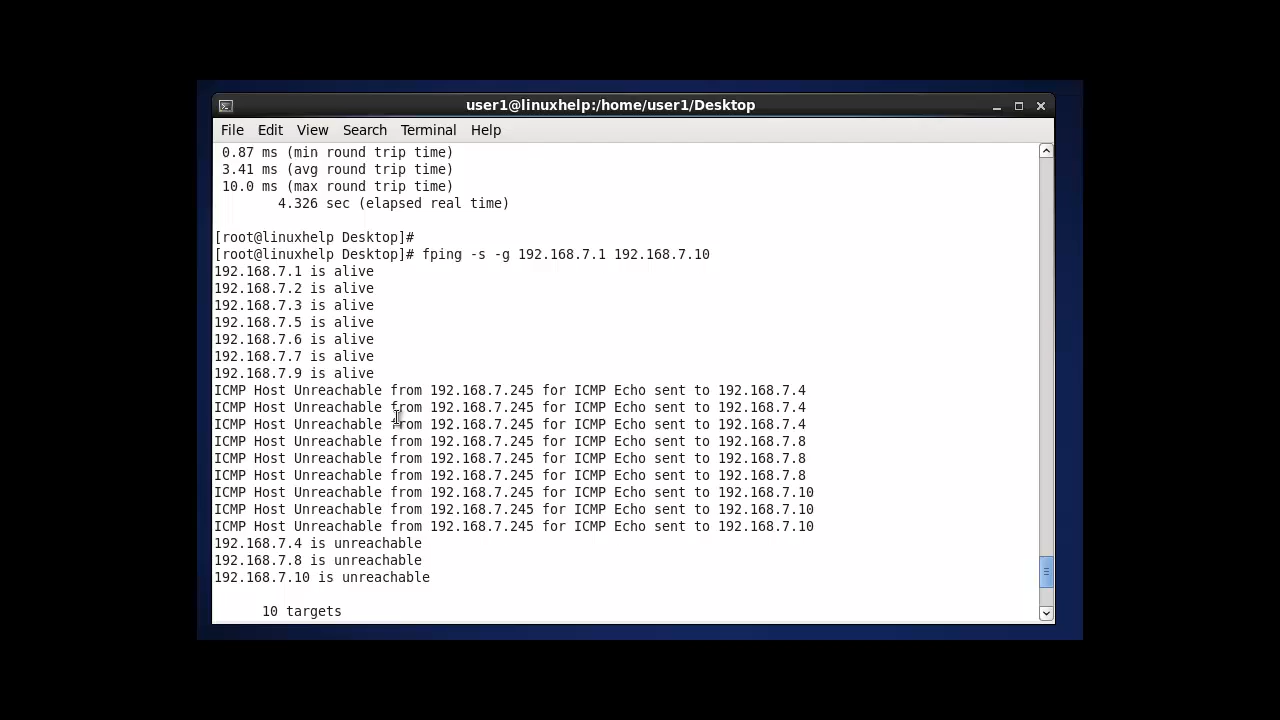 user1@linuxhelp:/home/user1/Desktop
File Edit View Search Terminal Help
0.87 ms (min round trip time)
3.41 ms (avg round trip time)
10.0 ms (max round trip time)
4.326 sec (elapsed real time)
[root@linuxhelp Desktop]#
[root@linuxhelp Desktop]# fping -s -g 192.168.7.1 192.168.7.10
192.168.7.1 is alive
192.168.7.2 is alive
192.168.7.3 is alive
192.168.7.5 is alive
192.168.7.6 is alive
192.168.7.7 is alive
192.168.7.9 is alive
ICMP Host Unreachable from 192.168.7.245 for ICMP Echo sent to 192.168.7.4
ICMP Host Unreachable from 192.168.7.245 for ICMP Echo sent to 192.168.7.4
ICMP Host Unreachable from 192.168.7.245 for ICMP Echo sent to 192.168.7.4
ICMP Host Unreachable from 192.168.7.245 for ICMP Echo sent to 192.168.7.8
ICMP Host Unreachable from 192.168.7.245 for ICMP Echo sent to 192.168.7.8
ICMP Host Unreachable from 192.168.7.245 for ICMP Echo sent to 192.168.7.8
ICMP Host Unreachable from 192.168.7.245 for ICMP Echo sent to 192.168.7.10
ICMP Host Unreachable from 192.168.7.245 for ICMP Echo sent to 192.168.7.10
ICMP Host Unreachable from 192.168.7.245 for ICMP Echo sent to 192.168.7.10
192.168.7.4 is unreachable
192.168.7.8 is unreachable
192.168.7.10 is unreachable
10 targets